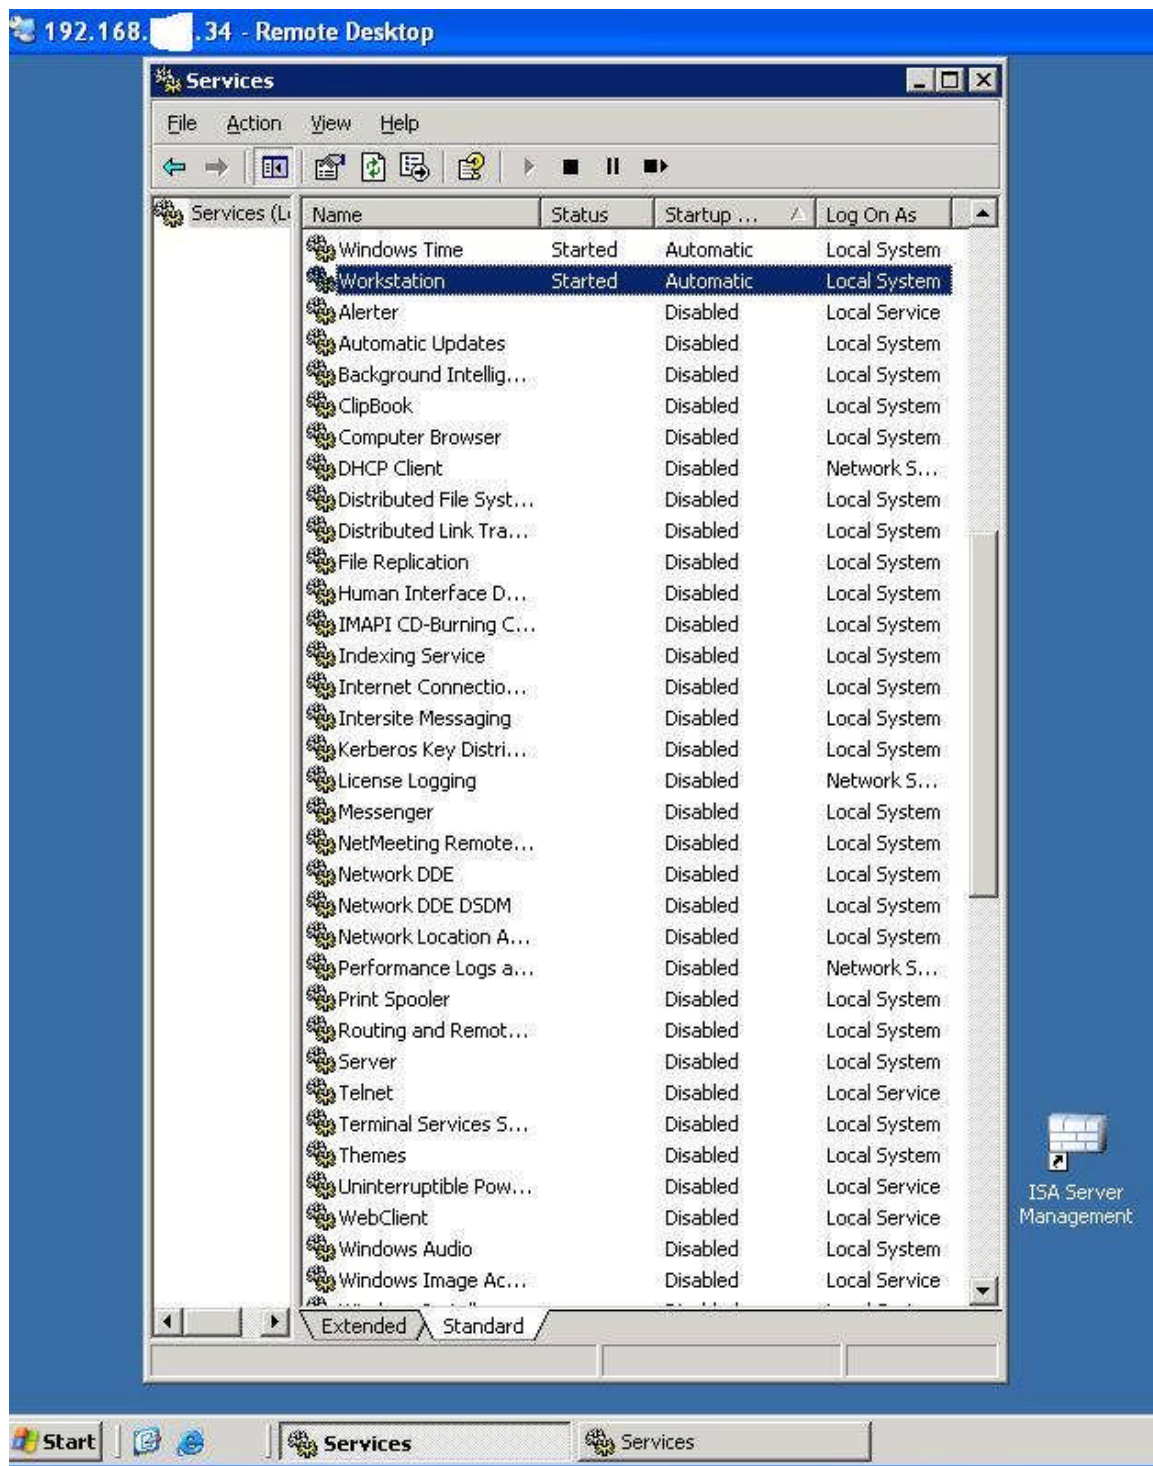 192.168. .34 - Remote Desktop
Services
File Action View Help
Services (L
Name Status Startup ... Log On As
Windows Time Started Automatic Local System
Workstation Started Automatic Local System
Alerter Disabled Local Service
Automatic Updates Disabled Local System
Background Intellig... Disabled Local System
ClipBook Disabled Local System
Computer Browser Disabled Local System
DHCP Client Disabled Network S...
Distributed File Syst... Disabled Local System
Distributed Link Tra... Disabled Local System
File Replication Disabled Local System
Human Interface D... Disabled Local System
IMAPI CD-Burning C... Disabled Local System
Indexing Service Disabled Local System
Internet Connectio... Disabled Local System
Intersite Messaging Disabled Local System
Kerberos Key Distri... Disabled Local System
License Logging Disabled Network S...
Messenger Disabled Local System
NetMeeting Remote... Disabled Local System
Network DDE Disabled Local System
Network DDE DSDM Disabled Local System
Network Location A... Disabled Local System
Performance Logs a... Disabled Network S...
Print Spooler Disabled Local System
Routing and Remot... Disabled Local System
Server Disabled Local System
Telnet Disabled Local Service
Terminal Services S... Disabled Local System
Themes Disabled Local System
Uninterruptible Pow... Disabled Local Service
WebClient Disabled Local Service
Windows Audio Disabled Local System
Windows Image Ac... Disabled Local Service
Extended Standard
ISA Server
Management
Start Services Services